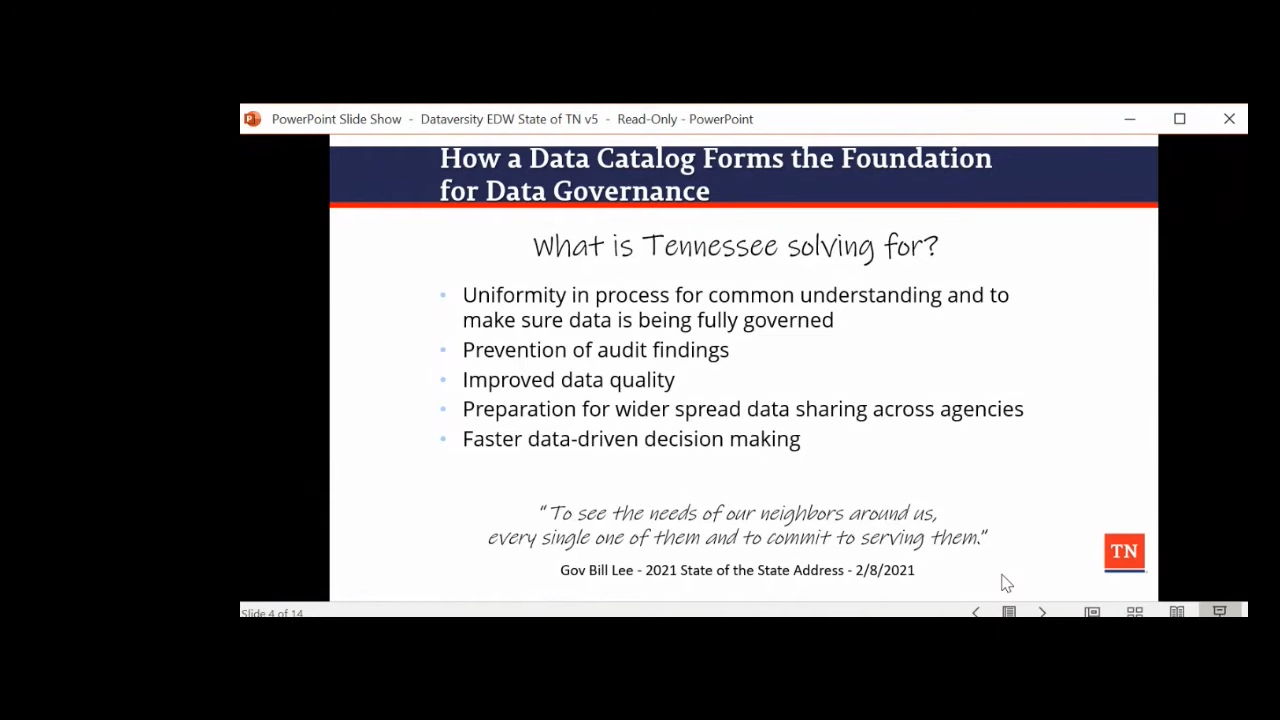 PowerPoint Slide Show - Dataversity EDW State of TN v5 - Read-Only - PowerPoint
How a Data Catalog Forms the Foundation
for Data Governance
What is Tennessee solving for?
• Uniformity in process for common understanding and to
make sure data is being fully governed
• Prevention of audit findings
• Improved data quality
• Preparation for wider spread data sharing across agencies
• Faster data-driven decision making
"To see the needs of our neighbors around us,
every single one of them and to commit to serving them."
Gov Bill Lee - 2021 State of the State Address - 2/8/2021
TN
Slide 4 of 14